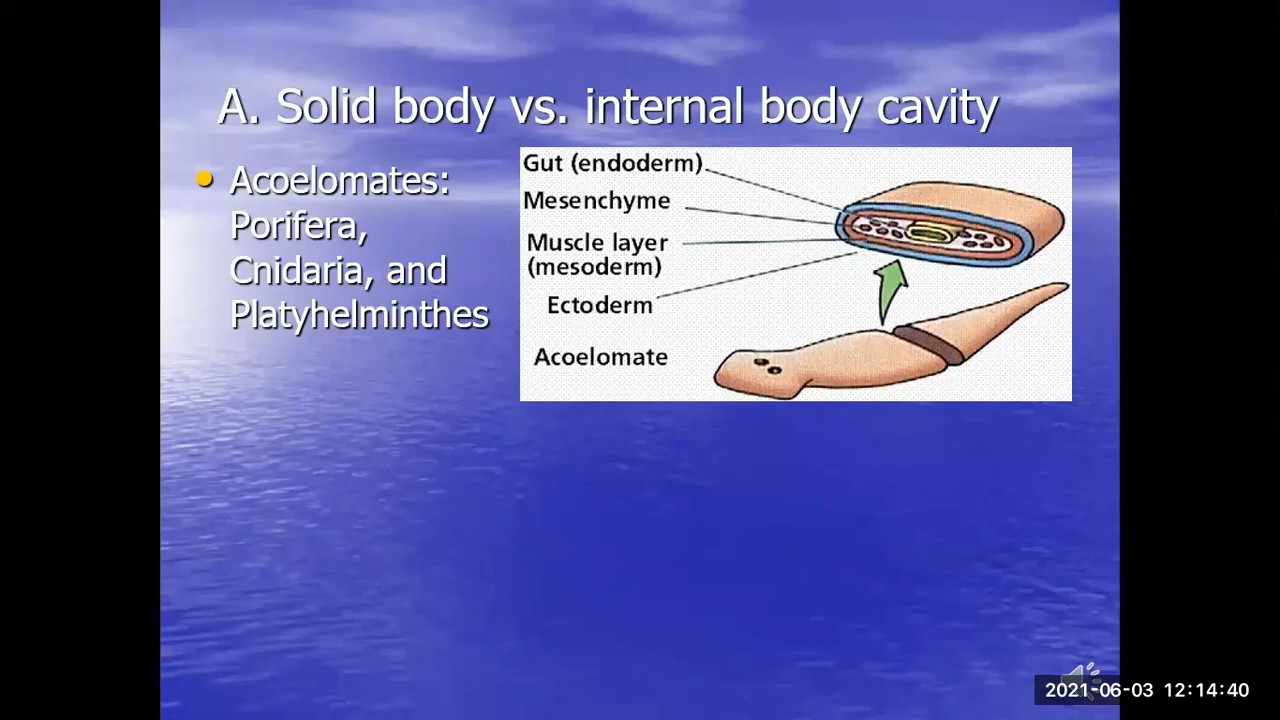 A. Solid body vs. internal body cavity
Acoelomates:
Porifera,
Cnidaria, and
Platyhelminthes
Gut (endoderm)
Mesenchyme
Muscle layer
(mesoderm)
Ectoderm
Acoelomate
2021-06-03 12:14:40